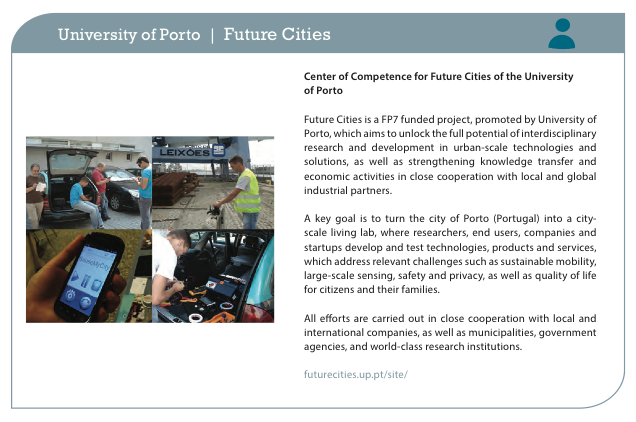 University of Porto | Future Cities
Center of Competence for Future Cities of the University
of Porto
Future Cities is a FP7 funded project, promoted by University of
Porto, which aims to unlock the full potential of interdisciplinary
research and development in urban-scale technologies and
solutions, as well as strengthening knowledge transfer and
economic activities in close cooperation with local and global
industrial partners.
A key goal is to turn the city of Porto (Portugal) into a city-
scale living lab, where researchers, end users, companies and
startups develop and test technologies, products and services,
which address relevant challenges such as sustainable mobility,
large-scale sensing, safety and privacy, as well as quality of life
for citizens and their families.
All efforts are carried out in close cooperation with local and
international companies, as well as municipalities, government
agencies, and world-class research institutions.
futurecities.up.pt/site/
LEIXÕES